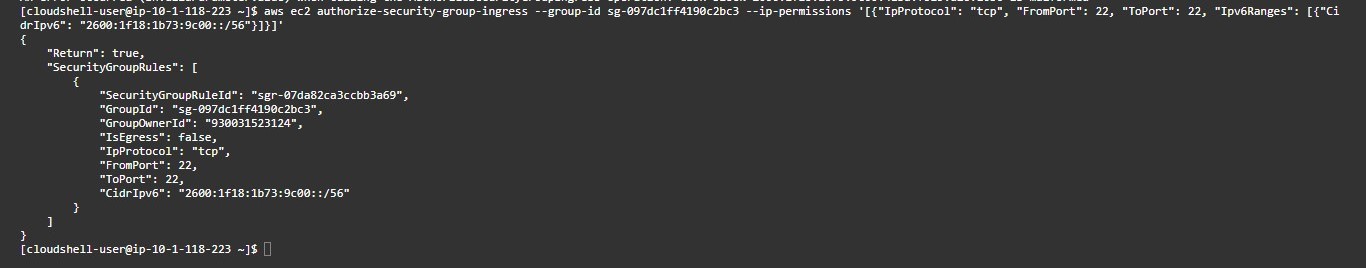 [cloudshell-user@ip-10-1-118-223 ~]$ aws ec2 authorize-security-group-ingress --group-id sg-097dc1ff4190c2bc3 --ip-permissions '[{"IpProtocol": "tcp", "FromPort": 22, "ToPort": 22, "Ipv6Ranges": [{"Ci
drIpv6": "2600:1f18:1b73:9c00::/56"}]}]'
{
    "Return": true,
    "SecurityGroupRules": [
        {
            "SecurityGroupRuleId": "sgr-07da82ca3ccbb3a69",
            "GroupId": "sg-097dc1ff4190c2bc3",
            "GroupOwnerId": "930031523124",
            "IsEgress": false,
            "IpProtocol": "tcp",
            "FromPort": 22,
            "ToPort": 22,
            "CidrIpv6": "2600:1f18:1b73:9c00::/56"
        }
    ]
}
[cloudshell-user@ip-10-1-118-223 ~]$